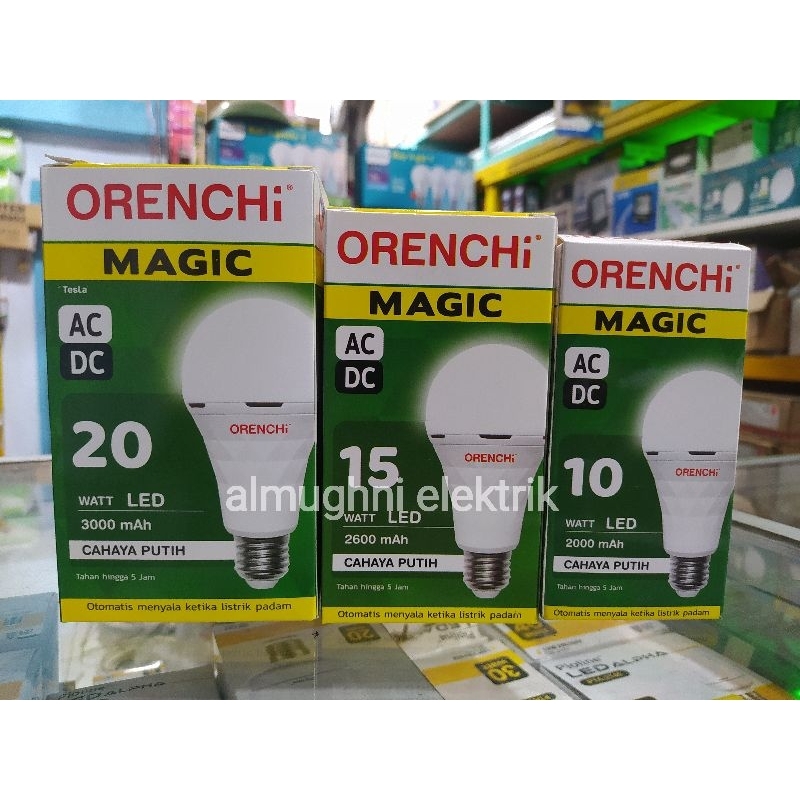 ORENCHi®
MAGIC
Tesla
AC
DC
ORENCHi
20
WATT LED
3000 mAh
CAHAYA PUTIH
Tahan hingga 5 Jam
Otomatis menyala ketika listrik padam
ORENCHi
MAGIC
AC
DC
ORENCHi
15
WATT LED
2600 mAh
CAHAYA PUTIH
Tahan hingga 5 Jam
Otomatis menyala ketika listrik padam
ORENCHi
MAGIC
AC
DC
ORENCHi
10
WATT LED
2000 mAh
CAHAYA PUTIH
Tahan hingga 5 Jam
Otomatis menyala ketika listrik padam
almughni elektrik
30
WATT
LED ALPHA